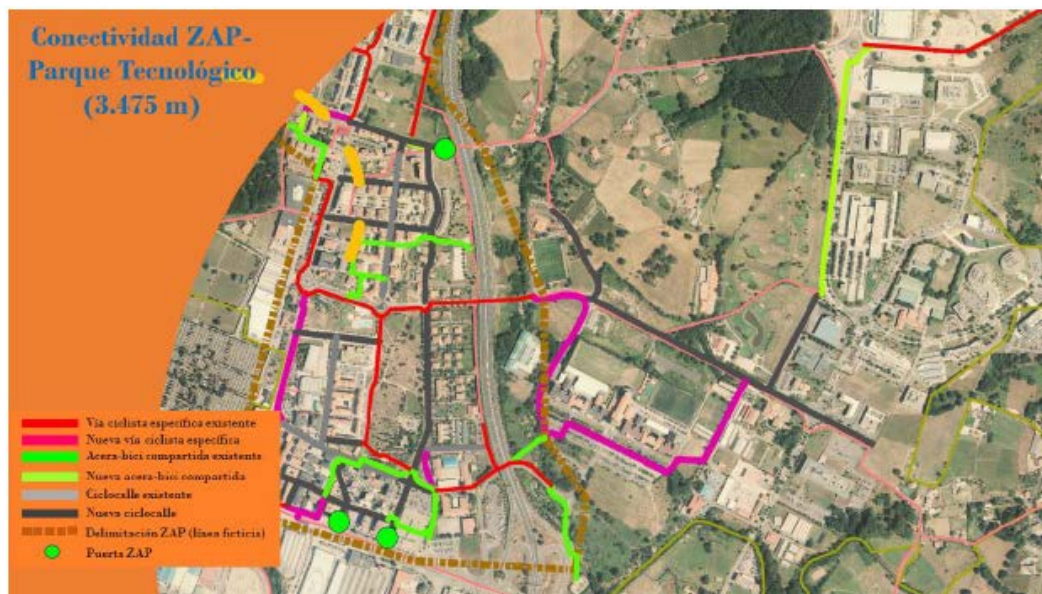 Conectividad ZAP-
Parque Tecnológico
(3.475 m)
Vía ciclista específica existente
Nueva vía ciclista específica
Acera-bici compartida existente
Nueva acera-bici compartida
Ciclocalle existente
Nueva ciclocalle
Delimitación ZAP (línea ficticia)
Puerta ZAP